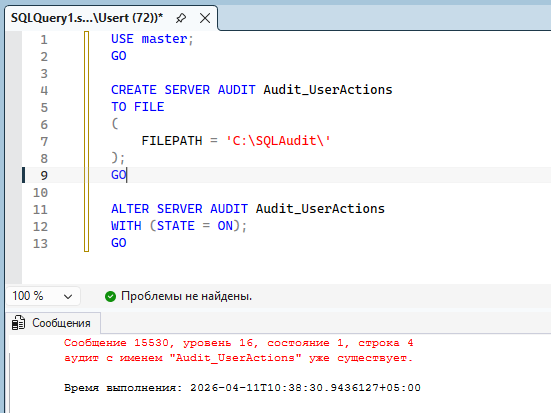 SQLQuery1.s...\Usert (72))*
1 USE master;
2 GO
3
4 CREATE SERVER AUDIT Audit_UserActions
5 TO FILE
6 (
7 FILEPATH = 'C:\SQLAudit\'
8 );
9 GO
10
11 ALTER SERVER AUDIT Audit_UserActions
12 WITH (STATE = ON);
13 GO
100 % Проблемы не найдены.
Сообщения
Сообщение 15530, уровень 16, состояние 1, строка 4
аудит с именем "Audit_UserActions" уже существует.
Время выполнения: 2026-04-11T10:38:30.9436127+05:00